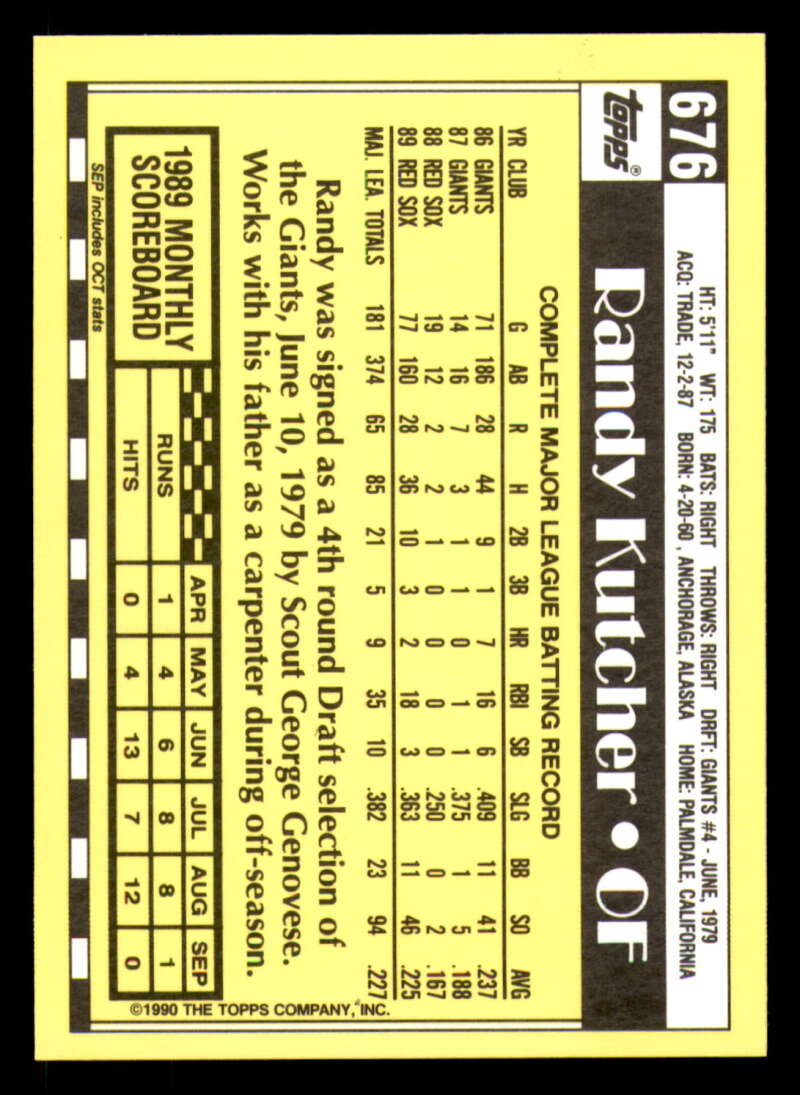 676
HT: 5'11" WT: 175 BATS: RIGHT THROWS: RIGHT DRFT: GIANTS #4 - JUNE, 1979
ACQ: TRADE, 12-2-87 BORN: 4-20-60 , ANCHORAGE, ALASKA HOME: PALMDALE, CALIFORNIA
topps®
Randy Kutcher • OF
COMPLETE MAJOR LEAGUE BATTING RECORD
YR CLUB G AB R H 2B 3B HR RBI SB SLG BB SO AVG
86 GIANTS 71 186 28 44 9 1 7 16 6 .409 11 41 .237
87 GIANTS 14 16 7 3 1 1 0 1 1 .375 1 5 .188
88 RED SOX 19 12 2 2 1 0 0 0 0 .250 0 2 .167
89 RED SOX 77 160 28 36 10 3 2 18 3 .363 11 46 .225
MAJ. LEA. TOTALS 181 374 65 85 21 5 9 35 10 .382 23 94 .227
Randy was signed as a 4th round Draft selection of
the Giants, June 10, 1979 by Scout George Genovese.
Works with his father as a carpenter during off-season.
1989 MONTHLY
SCOREBOARD
APR MAY JUN JUL AUG SEP
RUNS 1 4 6 8 8 1
HITS 0 4 13 7 12 0
SEP includes OCT stats
©1990 THE TOPPS COMPANY, INC.